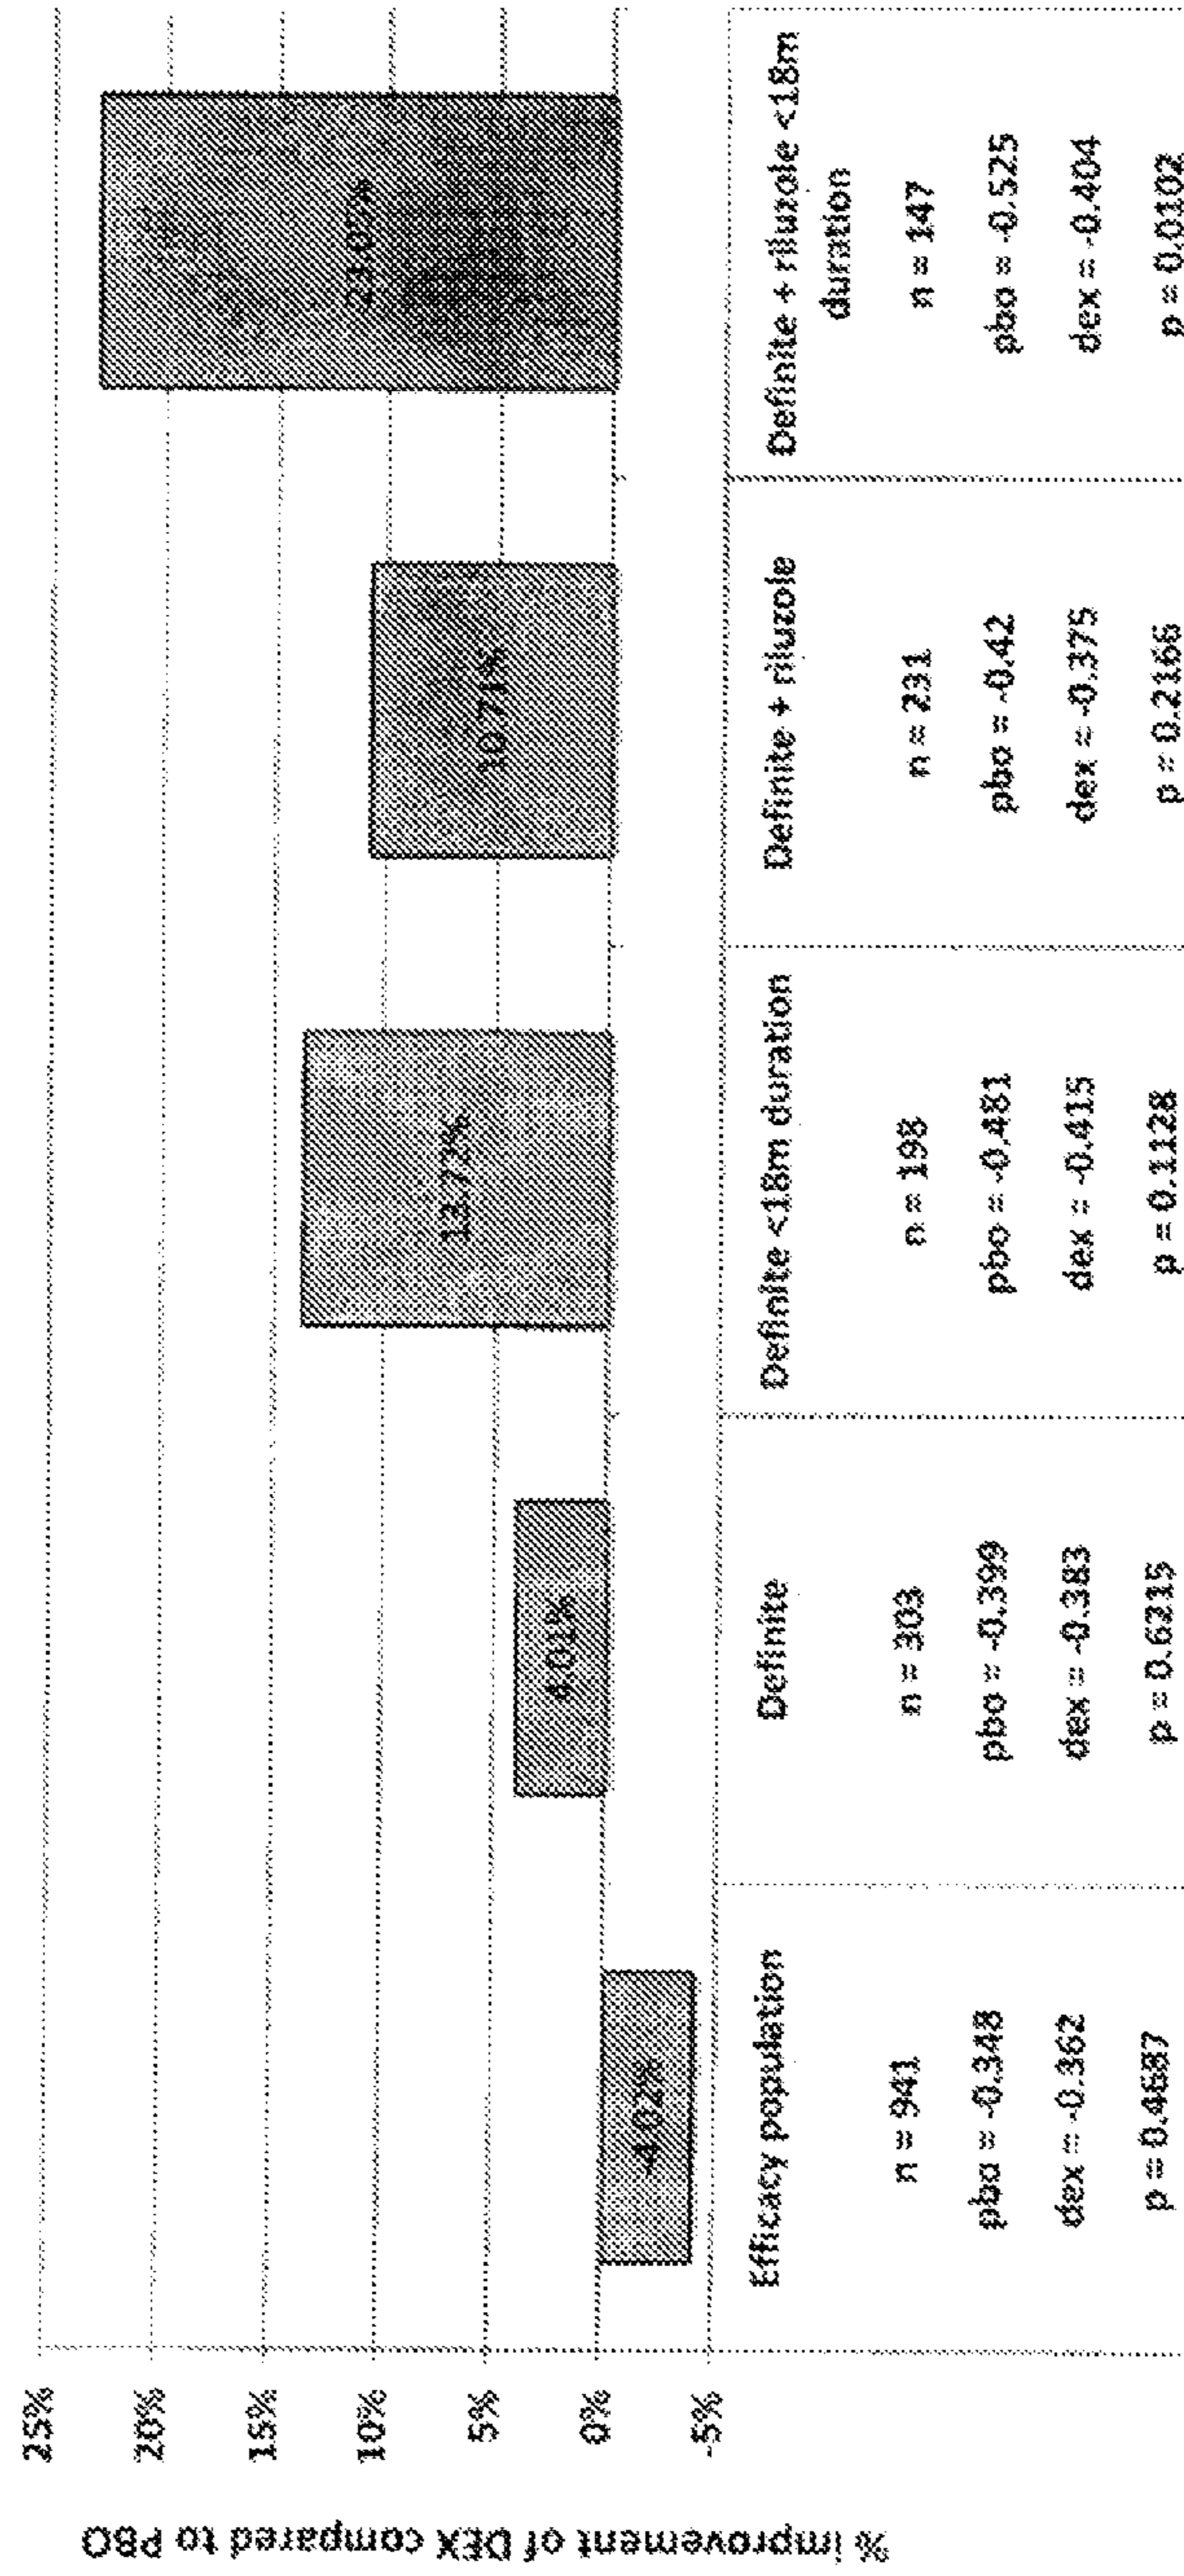 % improvement of DEX compared to PBO
25%
20%
15%
10%
5%
0%
-5%
-4.02%
4.01%
13.72%
10.71%
23.05%
Efficacy population
n = 941
pbo = -0.348
dex = -0.362
p = 0.4687
Definite
n = 303
pbo = -0.399
dex = -0.383
p = 0.6215
Definite <18m duration
n = 198
pbo = -0.481
dex = -0.415
p = 0.1128
Definite + riluzole
n = 231
pbo = -0.42
dex = -0.375
p = 0.2166
Definite + riluzole <18m
duration
n = 147
pbo = -0.525
dex = -0.404
p = 0.0102